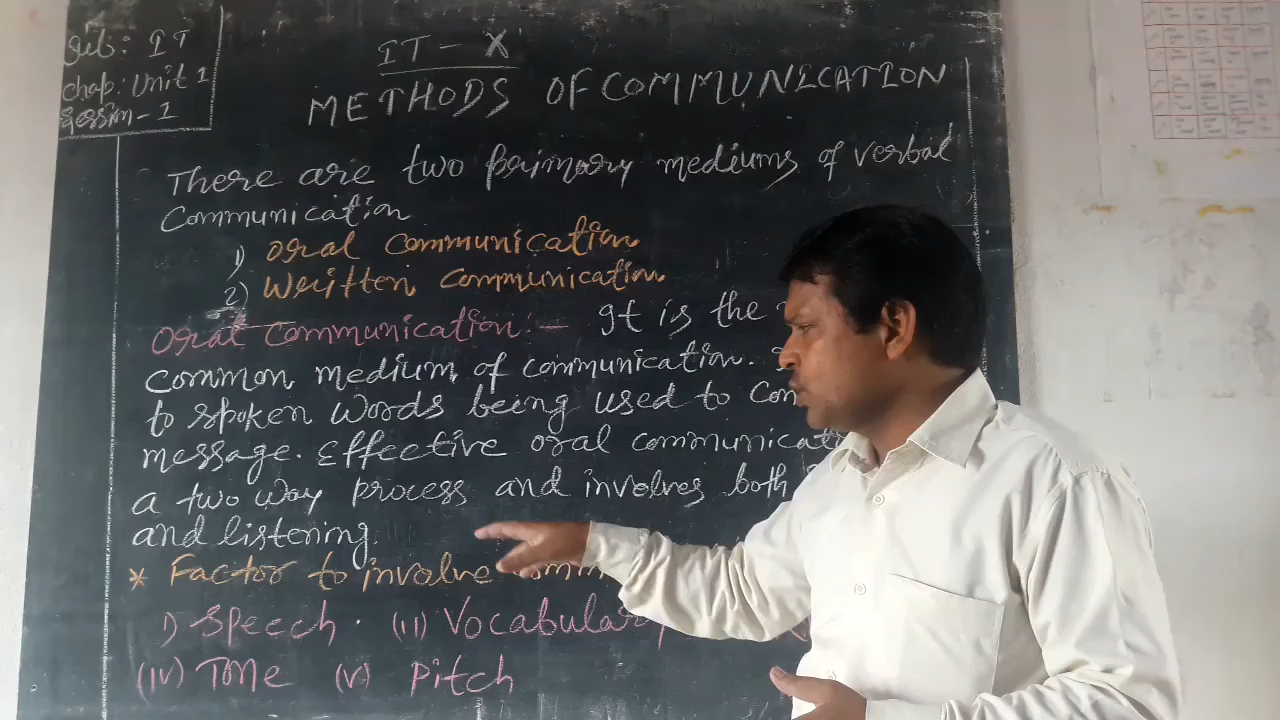 Sub: IT
Chap: Unit 1
Session - 1
IT - X
METHODS OF COMMUNICATION
There are two Primary mediums of verbal
Communication
1) Oral Communication
2) Written Communication
Oral Communication:- It is the
common medium of communication.
to spoken words being used to
message. Effective oral
a two way process and involves both
and listening.
* Factor to involve
1) Speech. (II) Vocabulary
(IV) Tone (V) Pitch